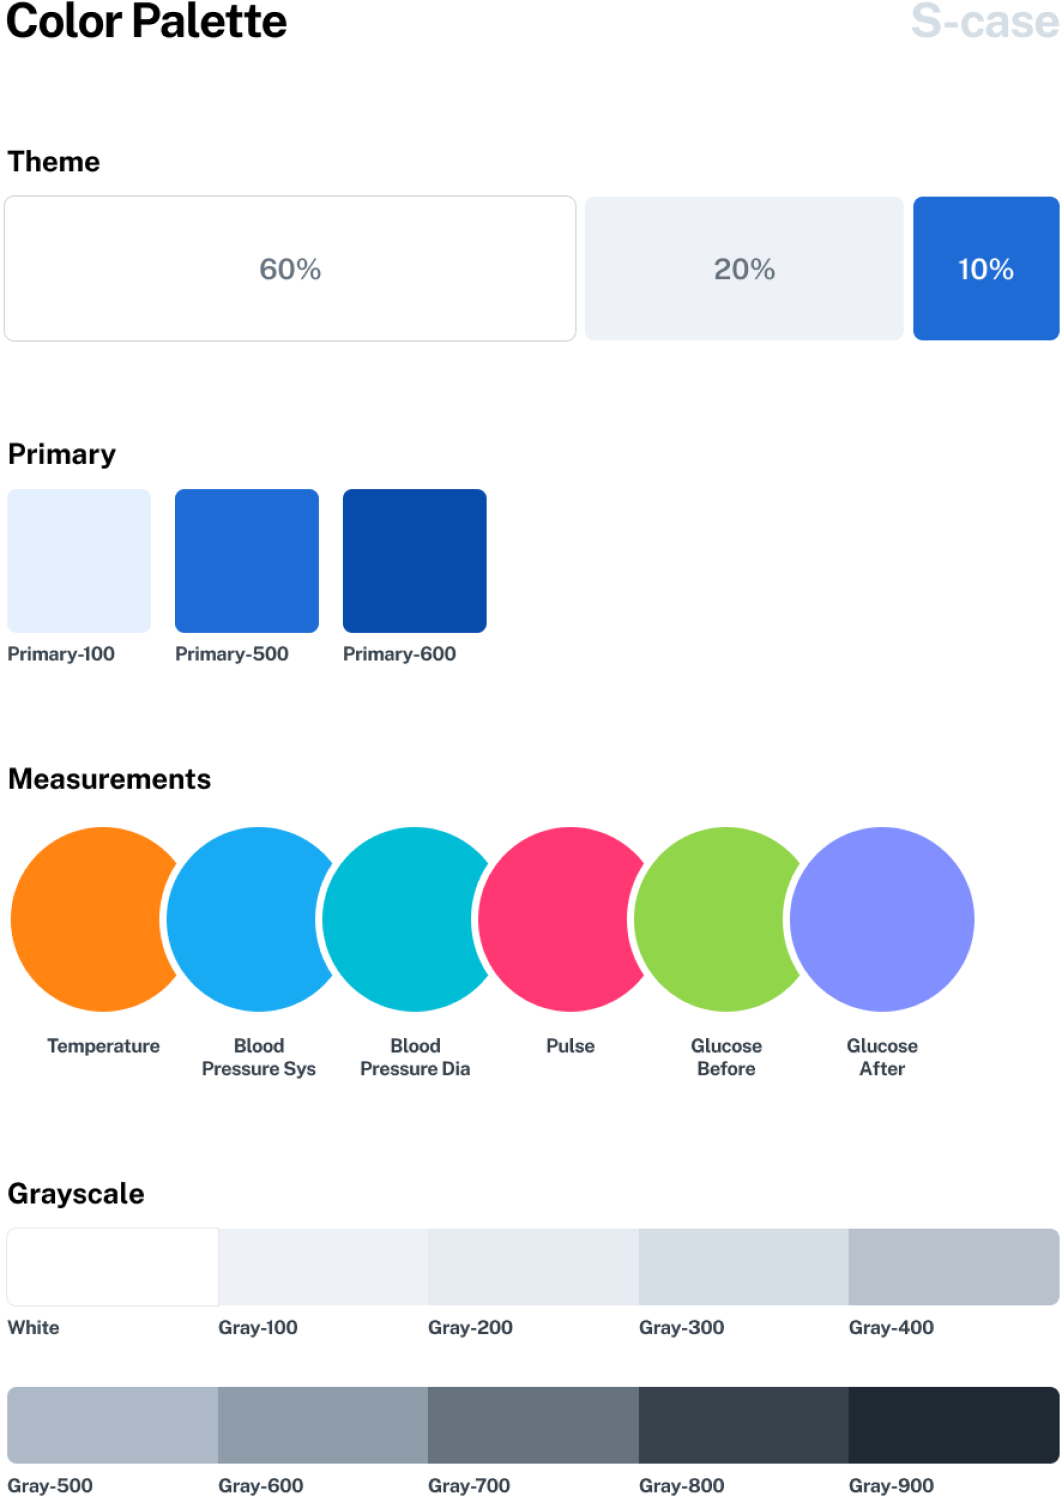 Color Palette
S-case
Theme
60%
20%
10%
Primary
Primary-100
Primary-500
Primary-600
Measurements
Temperature
Blood
Pressure Sys
Blood
Pressure Dia
Pulse
Glucose
Before
Glucose
After
Grayscale
White
Gray-100
Gray-200
Gray-300
Gray-400
Gray-500
Gray-600
Gray-700
Gray-800
Gray-900